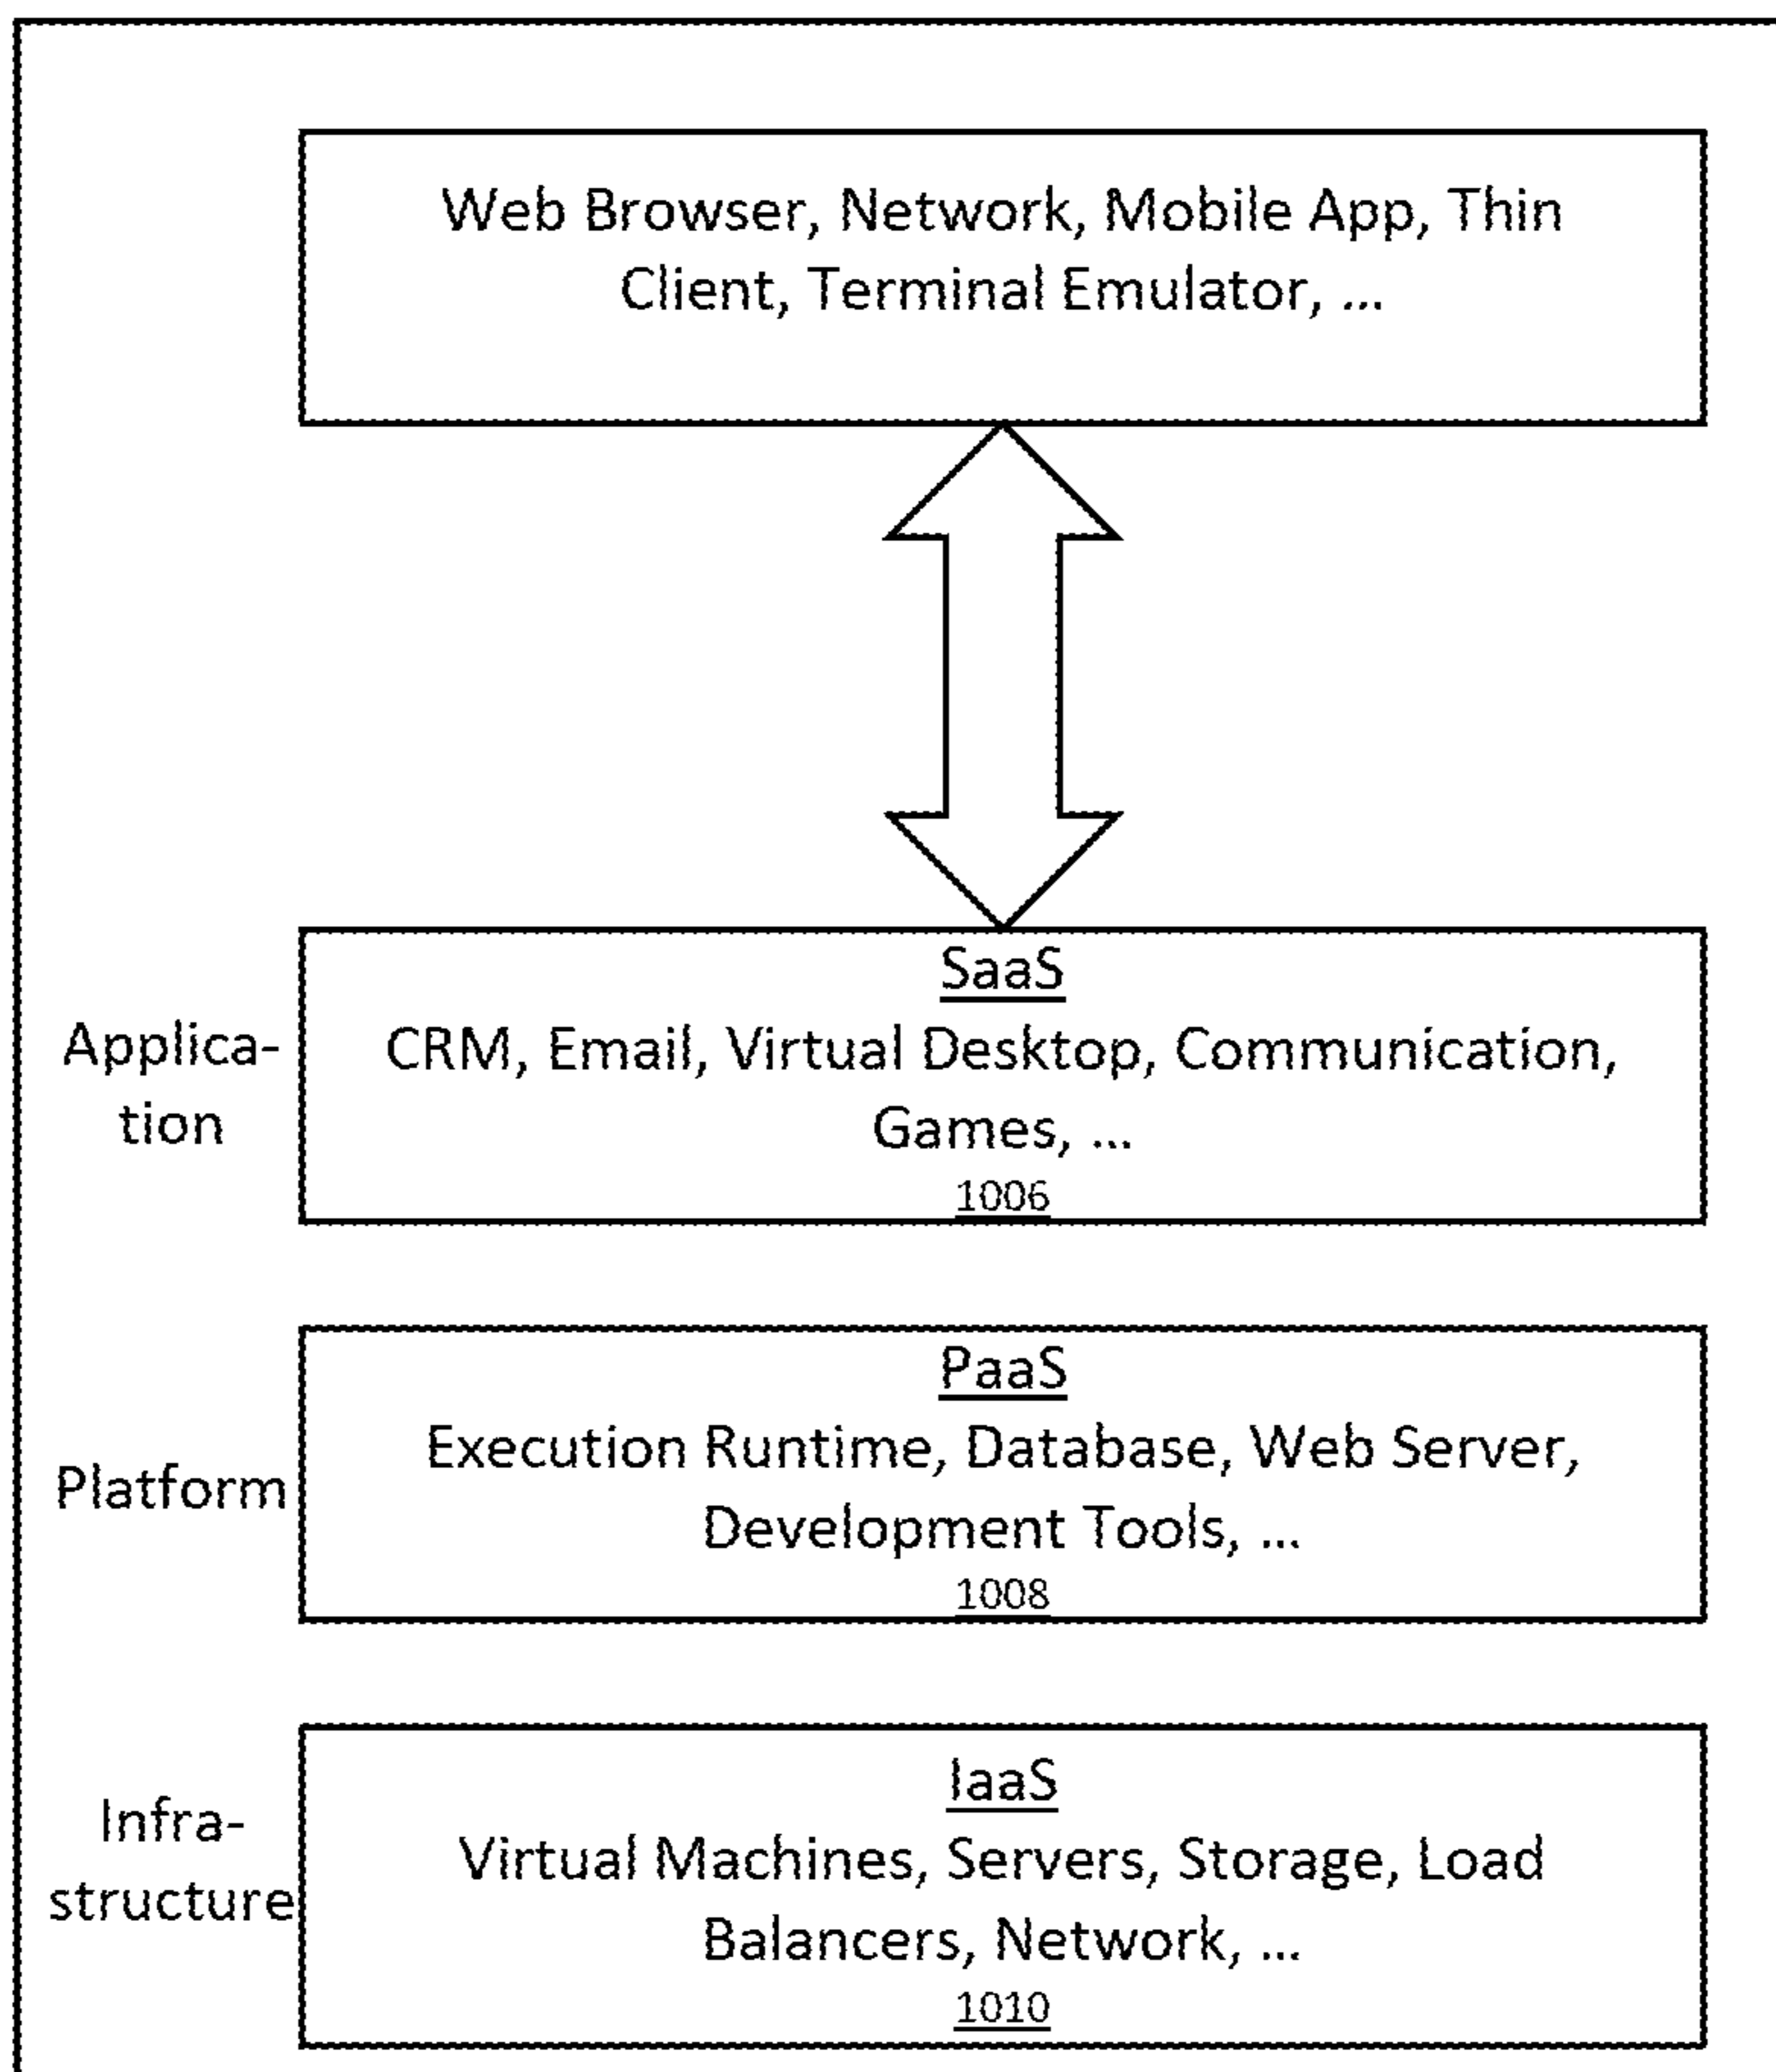 Web Browser, Network, Mobile App, Thin
Client, Terminal Emulator, ...
SaaS
Applica-
tion
CRM, Email, Virtual Desktop, Communication,
Games, ...
1006
PaaS
Platform
Execution Runtime, Database, Web Server,
Development Tools, ...
1008
IaaS
Infra-
structure
Virtual Machines, Servers, Storage, Load
Balancers, Network, ...
1010